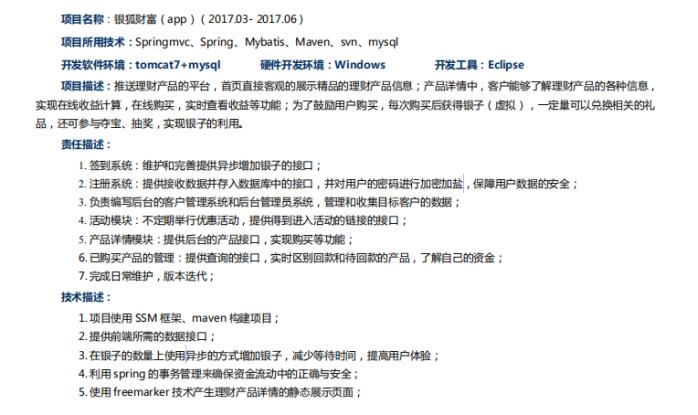 项目名称：银狐财富（app）（2017.03- 2017.06）
项目所用技术：Springmvc、Spring、Mybatis、Maven、svn、mysql
开发软件环境：tomcat7+mysql 硬件开发环境：Windows 开发工具：Eclipse
项目描述：推送理财产品的平台，首页直接客观的展示精品的理财产品信息；产品详情中，客户能够了解理财产品的各种信息，
实现在线收益计算，在线购买，实时查看收益等功能；为了鼓励用户购买，每次购买后获得银子（虚拟），一定量可以兑换相关的礼
品，还可参与夺宝、抽奖，实现银子的利用。
责任描述：
1. 签到系统：维护和完善提供异步增加银子的接口；
2. 注册系统：提供接收数据并存入数据库中的接口，并对用户的密码进行加密加盐，保障用户数据的安全；
3. 负责编写后台的客户管理系统和后台管理员系统，管理和收集目标客户的数据；
4. 活动模块：不定期举行优惠活动，提供得到进入活动的链接的接口；
5. 产品详情模块：提供后台的产品接口，实现购买等功能；
6. 已购买产品的管理：提供查询的接口，实时区别回款和待回款的产品，了解自己的资金；
7. 完成日常维护，版本迭代；
技术描述：
1. 项目使用 SSM 框架、maven 构建项目；
2. 提供前端所需的数据接口；
3. 在银子的数量上使用异步的方式增加银子，减少等待时间，提高用户体验；
4. 利用 spring 的事务管理来确保资金流动中的正确与安全；
5. 使用 freemarker 技术产生理财产品详情的静态展示页面；